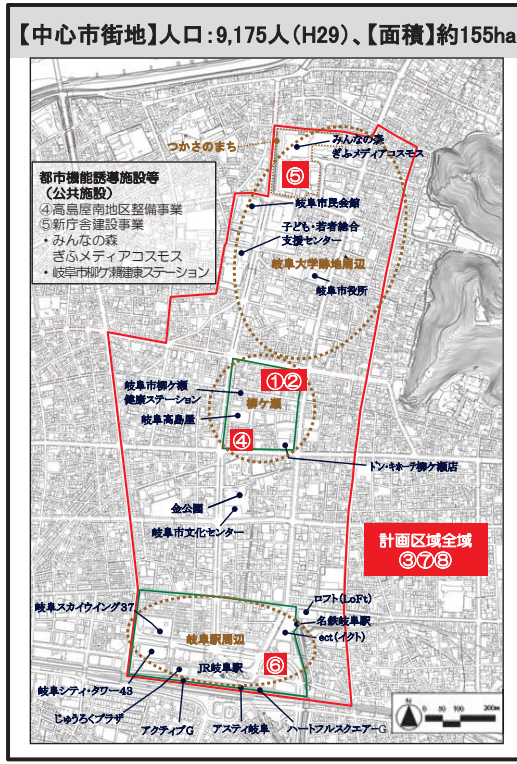 【中心市街地】人口:9,175人(H29)、【面積】約155ha
つかさのまち
みんなの森
ぎふメディアコスモス
⑤
都市機能誘導施設等
(公共施設)
④高島屋南地区整備事業
⑤新庁舎建設事業
・みんなの森
ぎふメディアコスモス
・岐阜市柳ケ瀬健康ステーション
岐阜市民会館
子ども・若者総合
支援センター
岐阜大学跡地周辺
岐阜市役所
①②
岐阜市柳ケ瀬
健康ステーション
柳ケ瀬
岐阜高島屋
④
ドン・キホーテ柳ケ瀬店
金公園
岐阜市文化センター
計画区域全域
③⑦⑧
ロフト(LoFt)
岐阜スカイウイング37
名鉄岐阜駅
岐阜駅周辺
ect(イクト)
JR岐阜駅
⑥
岐阜シティ・タワー43
じゅうろくプラザ
アクティブG
アスティ岐阜
ハートフルスクエアーG
N
0 50 100 200m